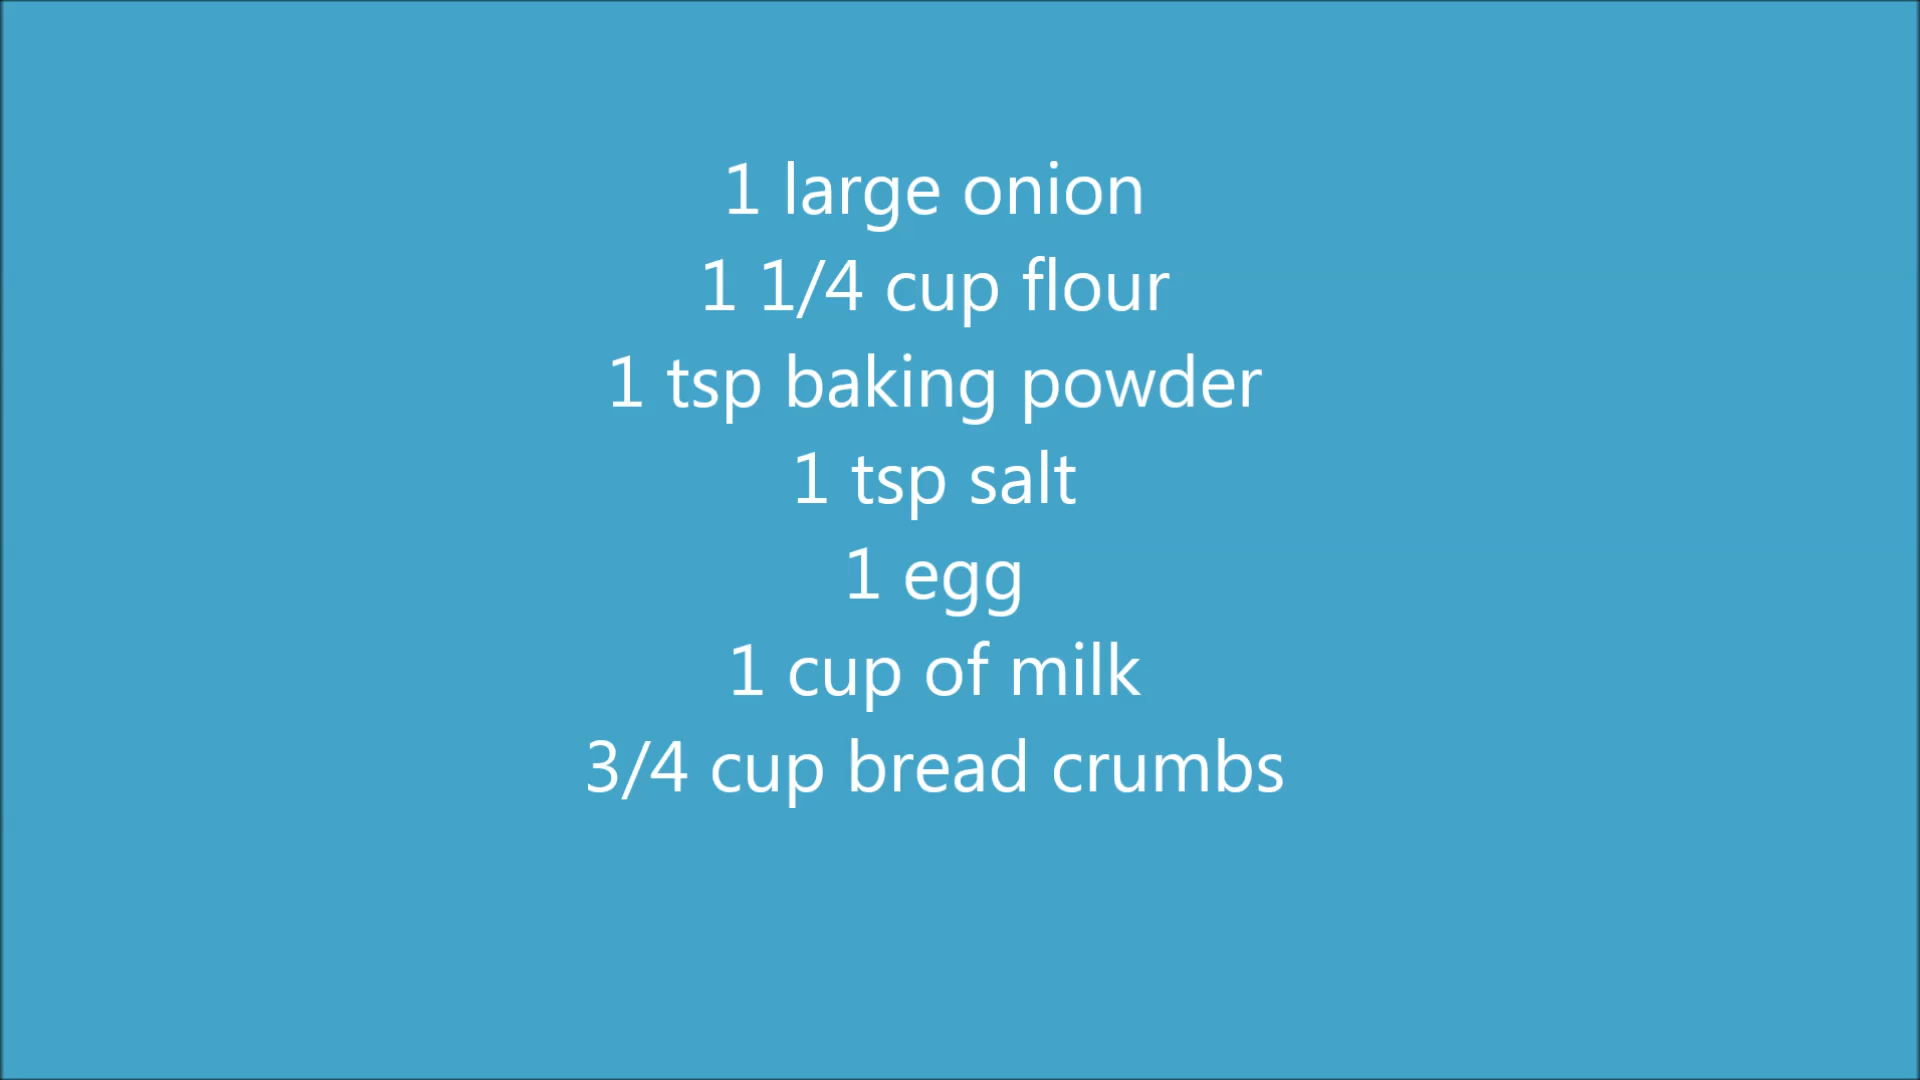 1 large onion
1 1/4 cup flour
1 tsp baking powder
1 tsp salt
1 egg
1 cup of milk
3/4 cup bread crumbs